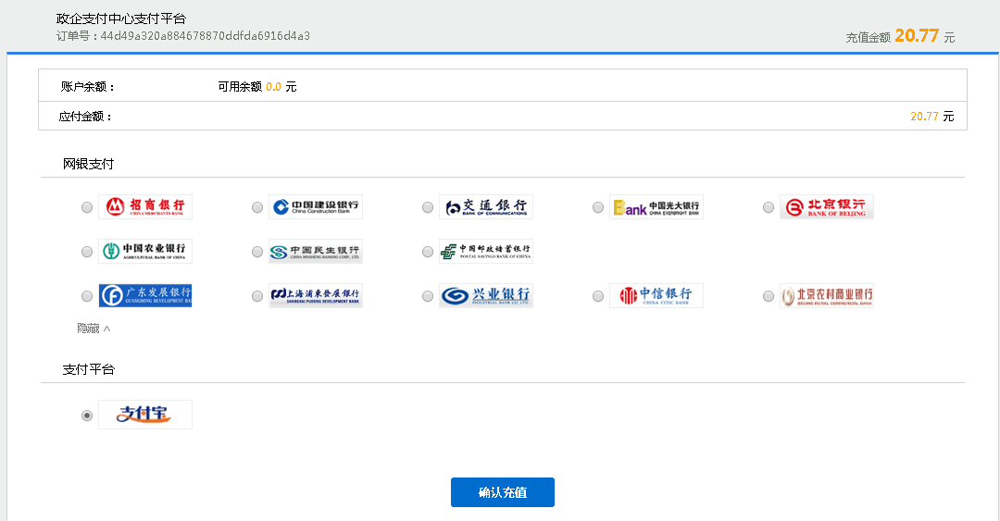 政企支付中心支付平台
订单号：44d49a320a884678870ddfda6916d4a3
充值金额 20.77 元
账户余额： 可用余额 0.0 元
应付金额： 20.77 元
网银支付
招商银行 CHINA MERCHANTS BANK
中国建设银行 China Construction Bank
交通银行 BANK OF COMMUNICATIONS
Bank 中国光大银行 CHINA EVERBRIGHT BANK
北京银行 BANK OF BEIJING
中国农业银行 AGRICULTURAL BANK OF CHINA
中国民生银行 CHINA MINSHENG BANKING CORP., LTD.
中国邮政储蓄银行 POSTAL SAVINGS BANK OF CHINA
广东发展银行 GUANGDONG DEVELOPMENT BA
上海浦東發展銀行 SHANGHAI PUDONG DEVELOPMENT BANK
兴业银行 INDUSTRIAL BANK CO.,LTD.
中信银行 CHINA CITIC BANK
北京农村商业银行 BEIJING RURAL COMMERCIAL BANK
隐藏 ∧
支付平台
支付宝
确认充值